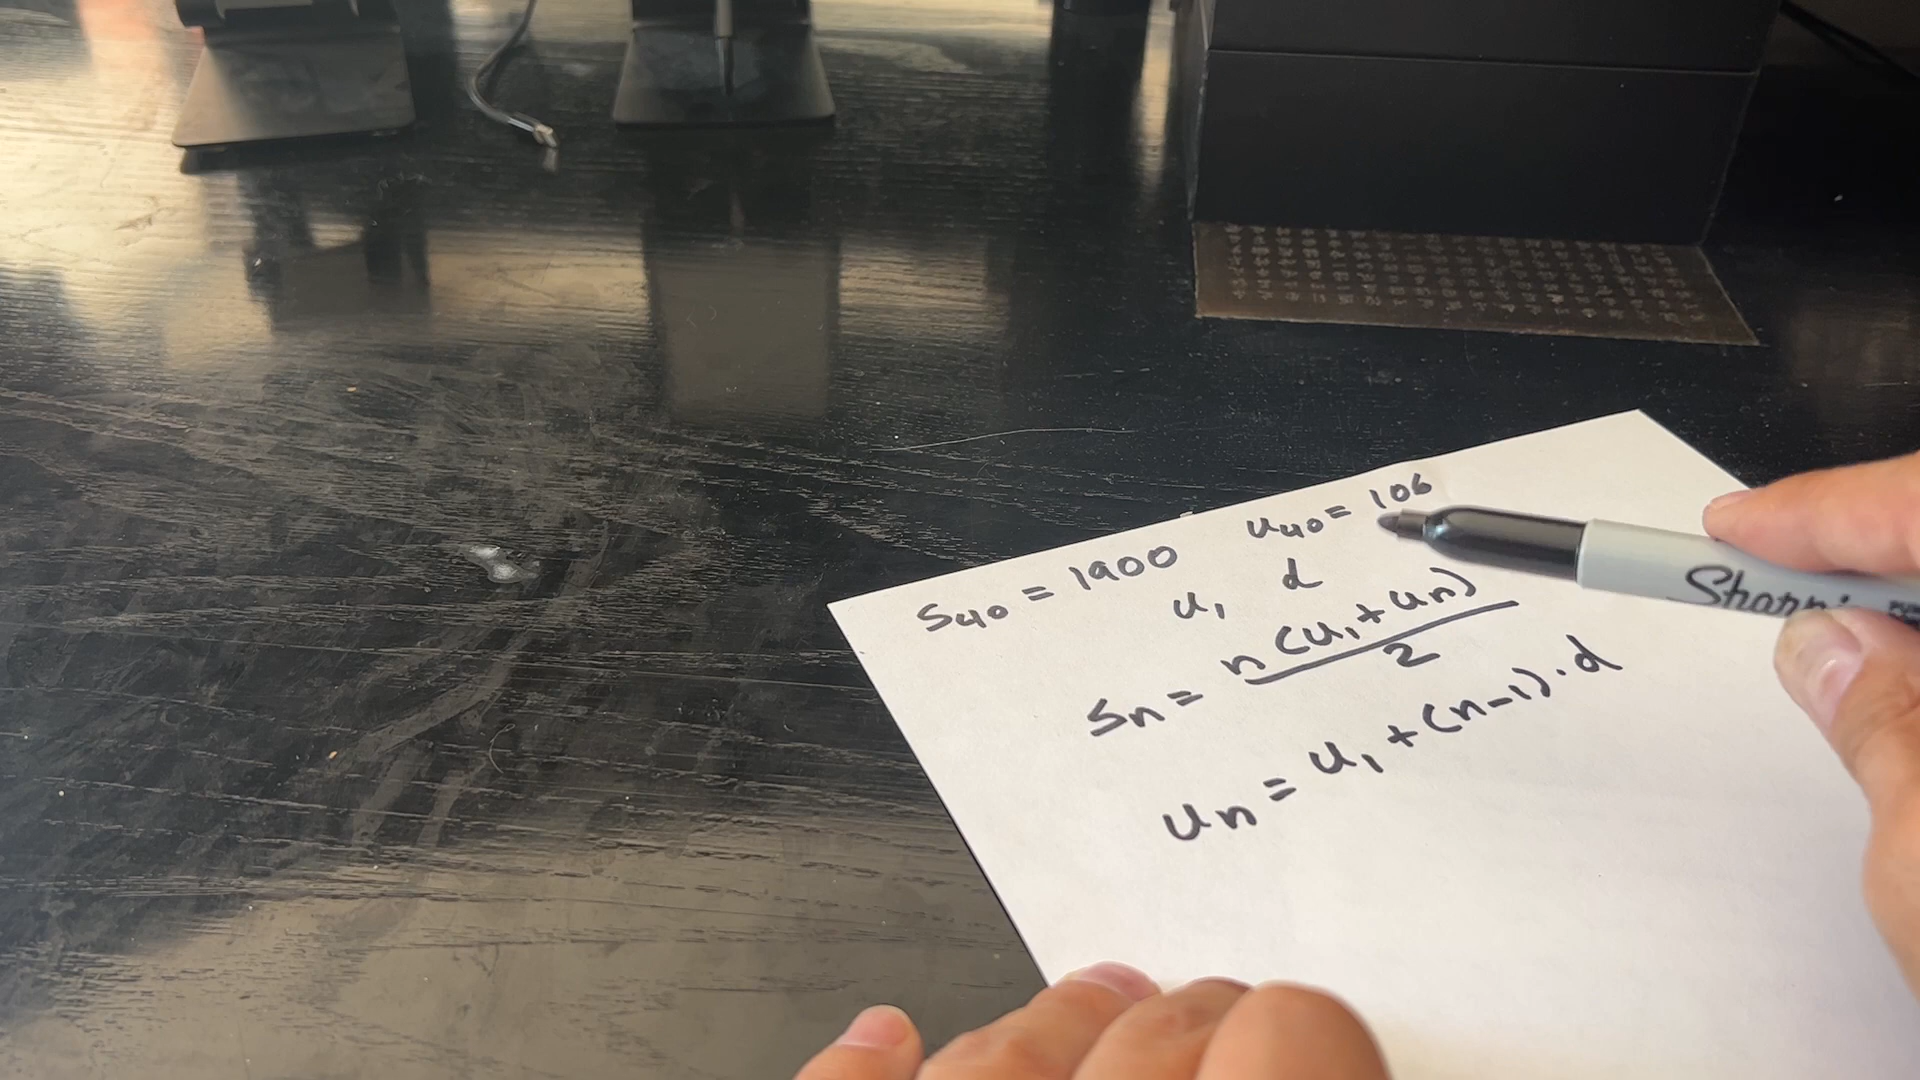 S40 = 1900 u40 = 106
u1 d
Sn = n(u1+un)/2
un = u1 + (n-1)·d
Sharpie